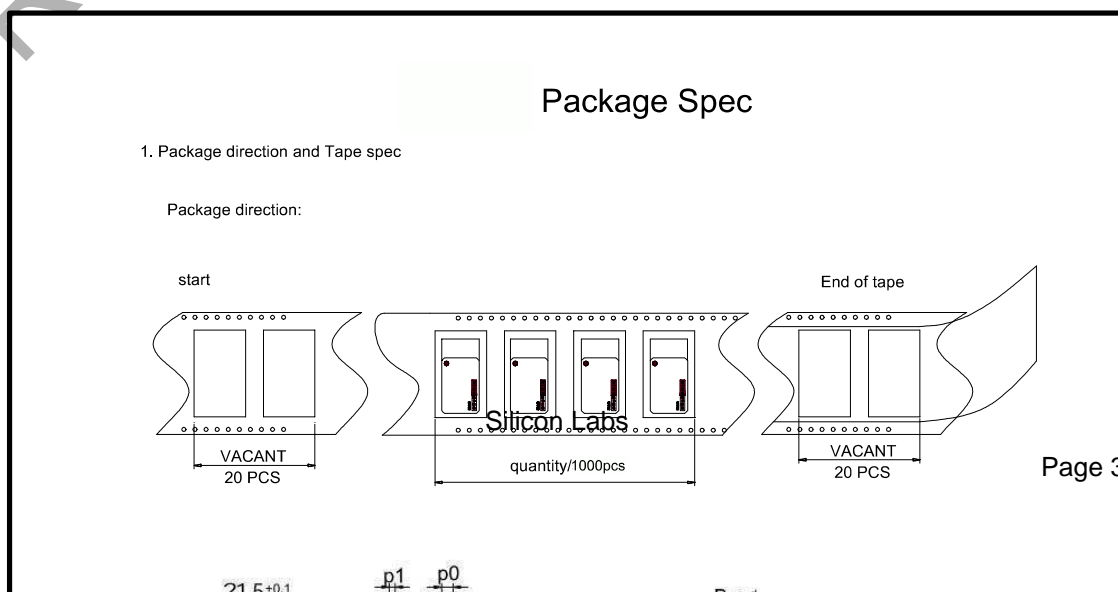 Package Spec
1. Package direction and Tape spec
Package direction:
start
End of tape
Silicon Labs
VACANT
20 PCS
quantity/1000pcs
VACANT
20 PCS
Page 3
p1
p0